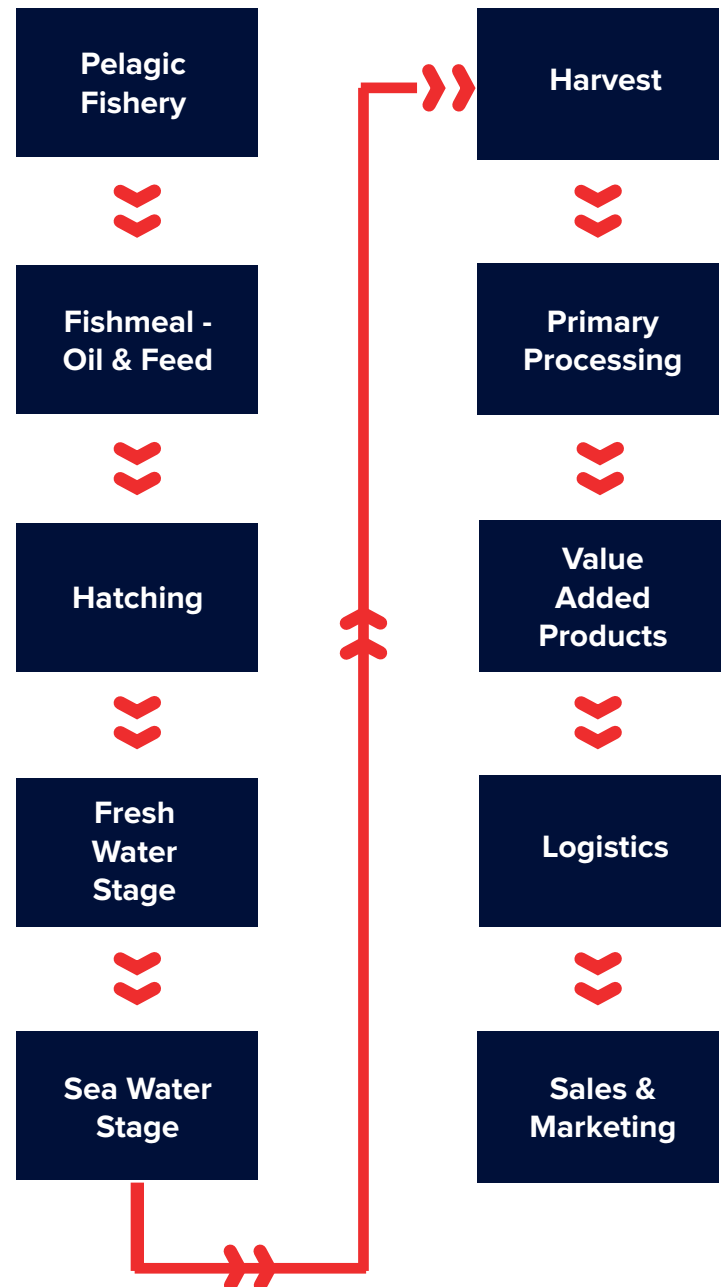 Pelagic
Fishery
Fishmeal -
Oil & Feed
Hatching
Fresh
Water
Stage
Sea Water
Stage
Harvest
Primary
Processing
Value
Added
Products
Logistics
Sales &
Marketing